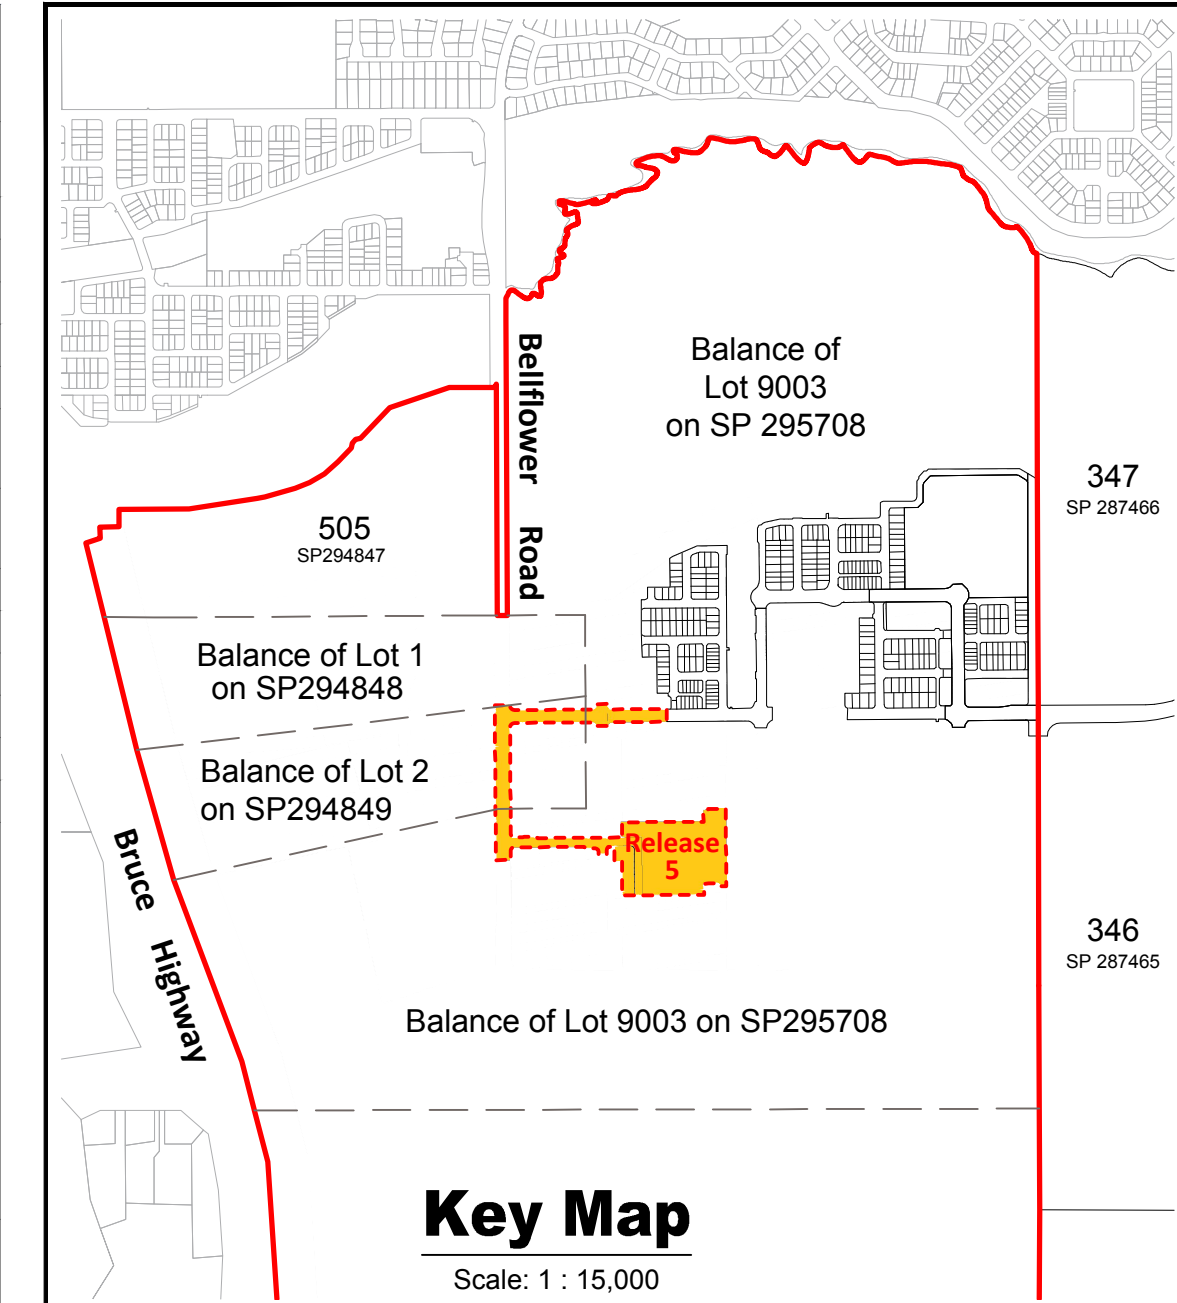 Bellflower Road
Balance of
Lot 9003
on SP 295708
347
SP 287466
505
SP294847
Balance of Lot 1
on SP294848
Balance of Lot 2
on SP294849
Release
5
Bruce Highway
346
SP 287465
Balance of Lot 9003 on SP295708
Key Map
Scale: 1 : 15,000